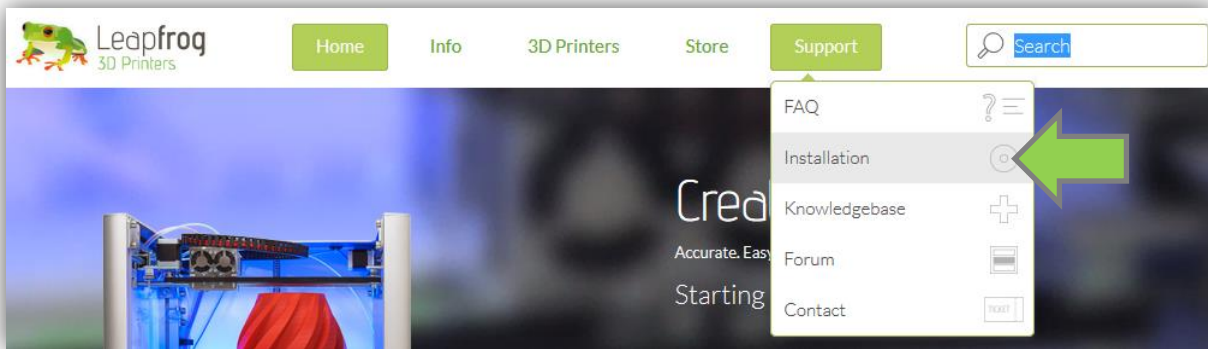 Leapfrog
3D Printers
Home
Info
3D Printers
Store
Support
Search
FAQ
Installation
Knowledgebase
Forum
Contact
TICKET
Crea
Accurate. Easy
Starting